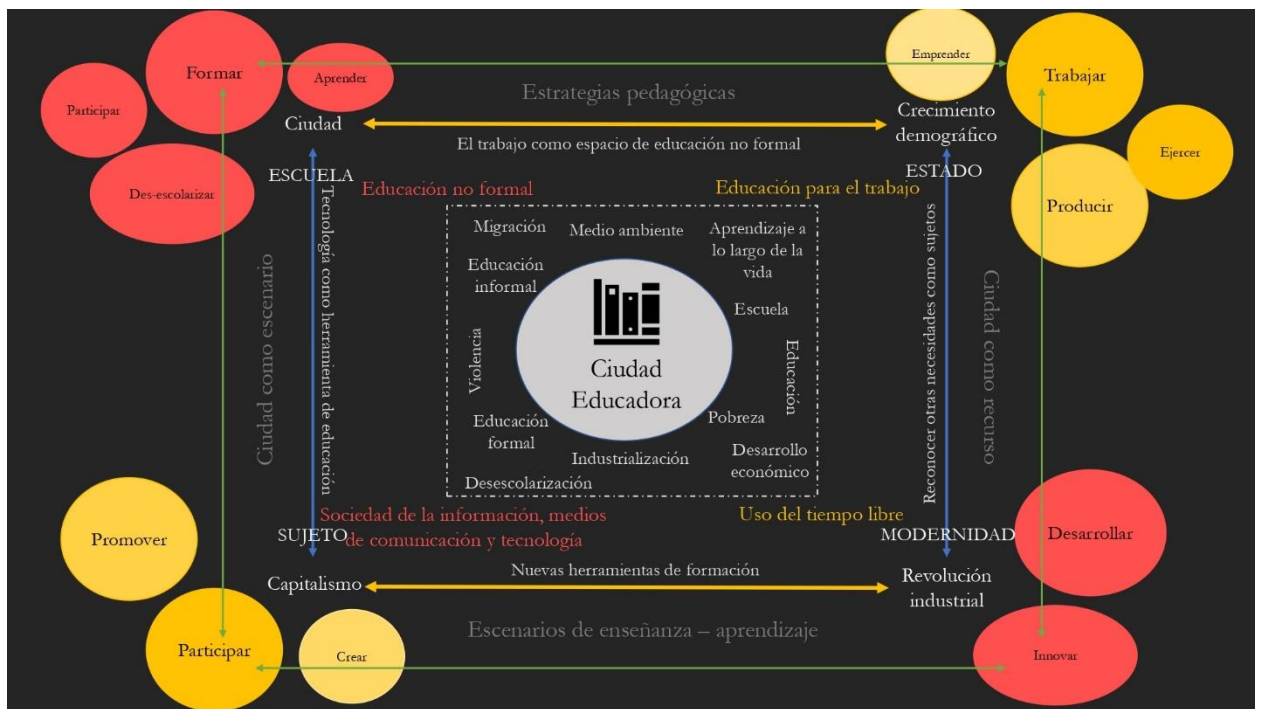 Formar
Aprender
Participar
Des-escolarizar
Emprender
Trabajar
Ejercer
Producir
Estrategias pedagógicas
Ciudad
Crecimiento
demográfico
El trabajo como espacio de educación no formal
ESCUELA
ESTADO
Educación no formal
Educación para el trabajo
Ciudad como escenario
Tecnología como herramienta de educación
Migración
Medio ambiente
Aprendizaje a
lo largo de la
vida
Educación
informal
Escuela
Violencia
Ciudad
Educadora
Educación
Educación
formal
Pobreza
Industrialización
Desarrollo
económico
Desescolarización
Reconocer otras necesidades como sujetos
Ciudad como recurso
Sociedad de la información, medios
de comunicación y tecnología
SUJETO
Uso del tiempo libre
MODERNIDAD
Capitalismo
Nuevas herramientas de formación
Revolución
industrial
Escenarios de enseñanza – aprendizaje
Promover
Participar
Crear
Desarrollar
Innovar